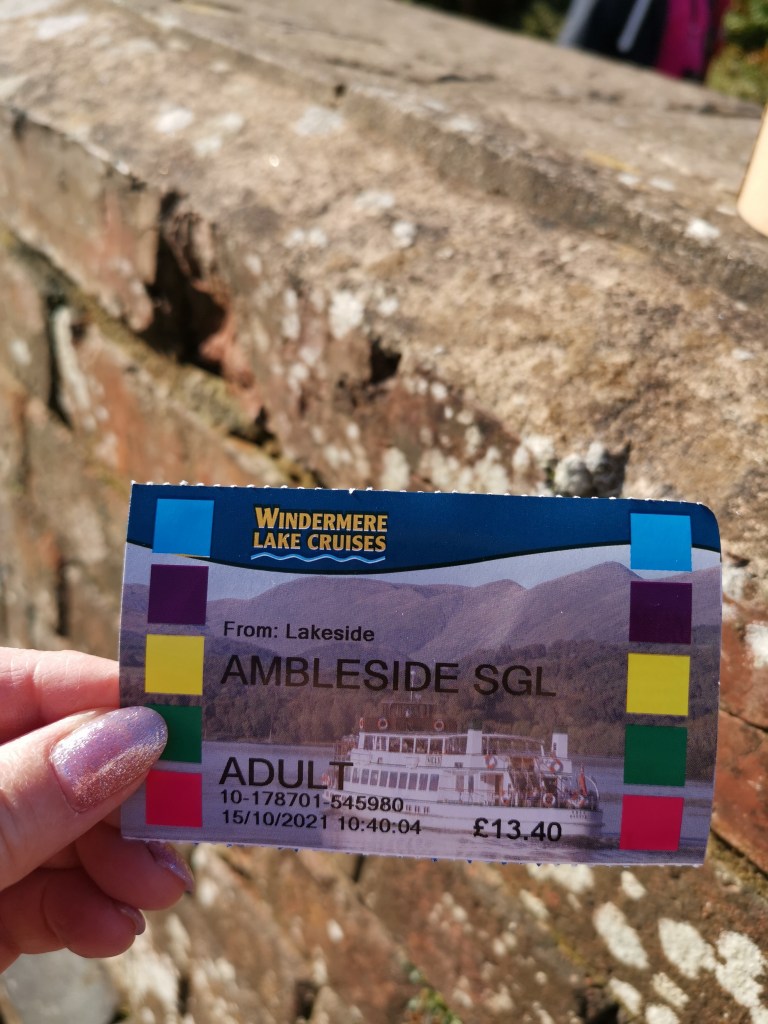 WINDERMERE
LAKE CRUISES
From: Lakeside
AMBLESIDE SGL
ADULT
10-178701-545980
15/10/2021 10:40:04 £13.40